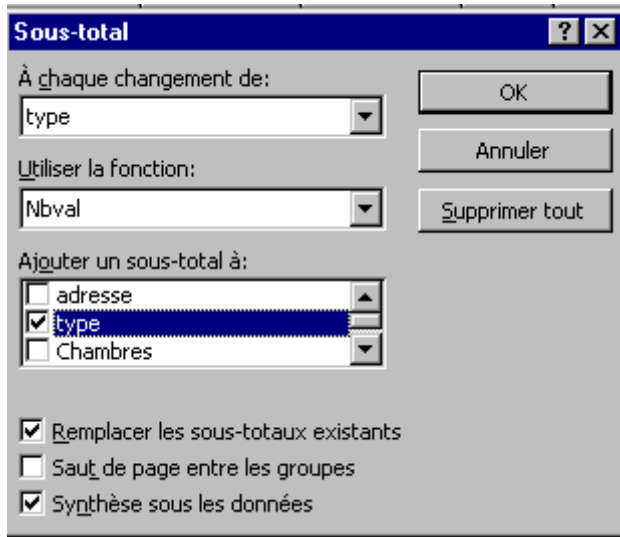 Sous-total
À chaque changement de:
type
OK
Annuler
Utiliser la fonction:
Nbval
Supprimer tout
Ajouter un sous-total à:
adresse
type
Chambres
Remplacer les sous-totaux existants
Saut de page entre les groupes
Synthèse sous les données